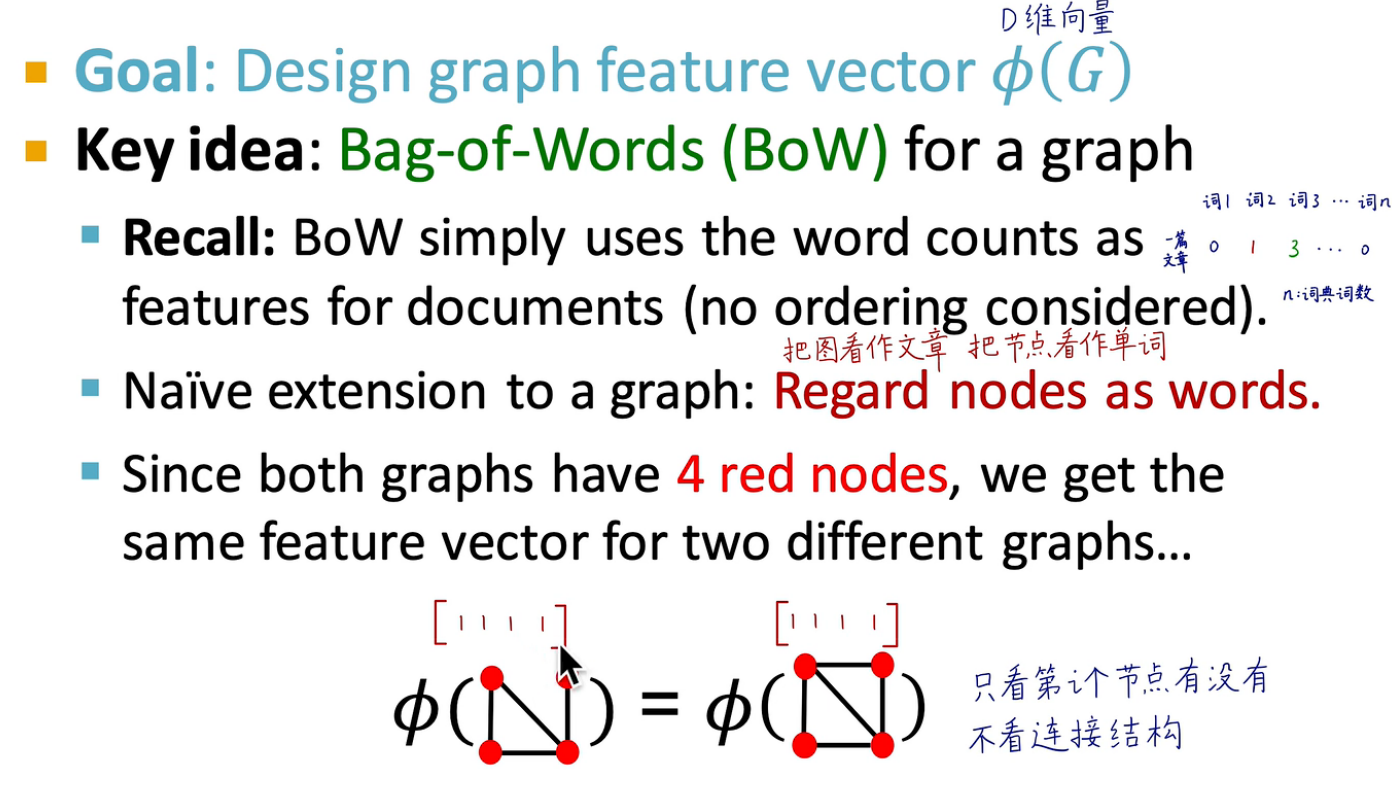 D维向量
Goal: Design graph feature vector ϕ(G)
Key idea: Bag-of-Words (BoW) for a graph
词1 词2 词3 … 词n
Recall: BoW simply uses the word counts as
一篇文章 0 1 3 … 0
features for documents (no ordering considered).
n:词典词数
把图看作文章 把节点看作单词
Naïve extension to a graph: Regard nodes as words.
Since both graphs have 4 red nodes, we get the
same feature vector for two different graphs…
[1 1 1 1] [1 1 1 1]
ϕ( ) = ϕ( )
只看第i个节点有没有
不看连接结构